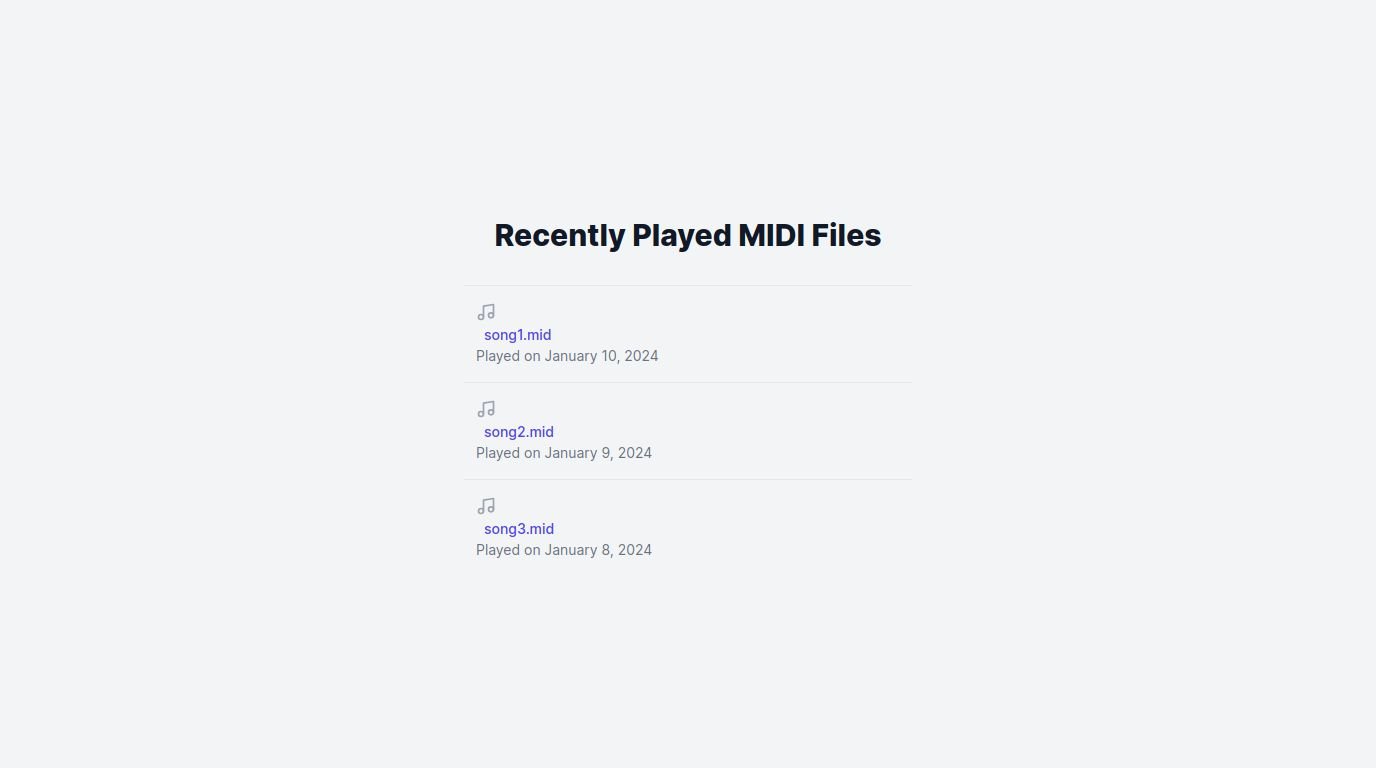 Recently Played MIDI Files
song1.mid
Played on January 10, 2024
song2.mid
Played on January 9, 2024
song3.mid
Played on January 8, 2024